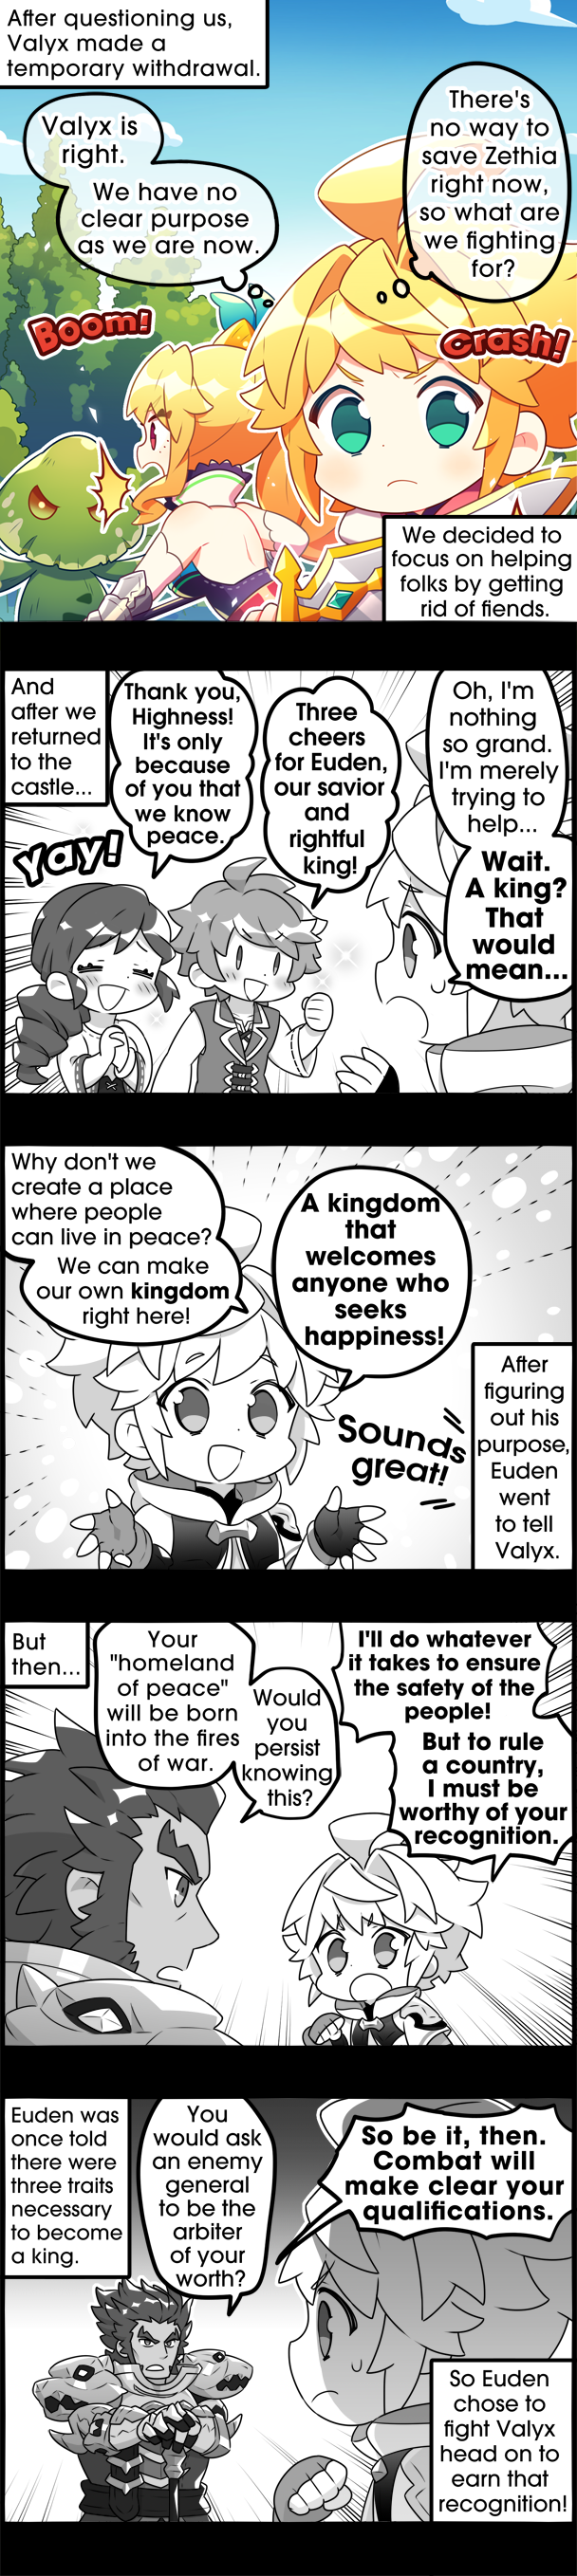 After questioning us,
Valyx made a
temporary withdrawal.
There's
no way to
save Zethia
right now,
so what are
we fighting
for?
Valyx is
right.
We have no
clear purpose
as we are now.
Boom!
Crash!
We decided to
focus on helping
folks by getting
rid of fiends.
And
after we
returned
to the
castle...
Thank you,
Highness!
It's only
because
of you that
we know
peace.
Three
cheers
for Euden,
our savior
and
rightful
king!
Yay!
Oh, I'm
nothing
so grand.
I'm merely
trying to
help...
Wait.
A king?
That
would
mean...
Why don't we
create a place
where people
can live in peace?
We can make
our own kingdom
right here!
A kingdom
that
welcomes
anyone who
seeks
happiness!
Sounds
great!
After
figuring
out his
purpose,
Euden
went
to tell
Valyx.
But
then...
Your
"homeland
of peace"
will be born
into the fires
of war.
Would
you
persist
knowing
this?
I'll do whatever
it takes to ensure
the safety of the
people!
But to rule
a country,
I must be
worthy of your
recognition.
Euden was
once told
there were
three traits
necessary
to become
a king.
You
would ask
an enemy
general
to be the
arbiter
of your
worth?
So be it, then.
Combat will
make clear your
qualifications.
So Euden
chose to
fight Valyx
head on to
earn that
recognition!